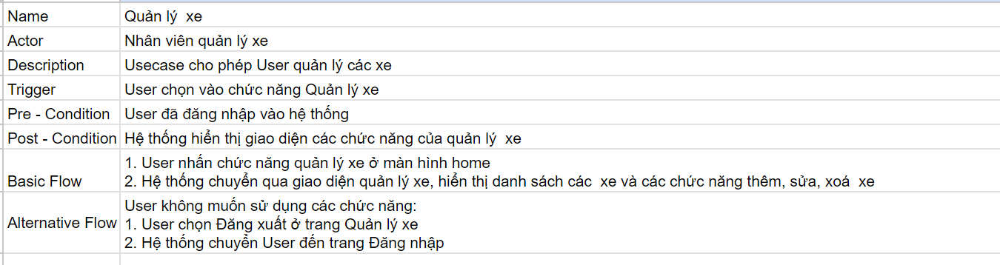 Name Quản lý  xe
Actor Nhân viên quản lý xe
Description Usecase cho phép User quản lý các xe
Trigger User chọn vào chức năng Quản lý xe
Pre - Condition User đã đăng nhập vào hệ thống
Post - Condition Hệ thống hiển thị giao diện các chức năng của quản lý  xe
1. User nhấn chức năng quản lý xe ở màn hình home
Basic Flow 2. Hệ thống chuyển qua giao diện quản lý xe, hiển thị danh sách các  xe và các chức năng thêm, sửa, xoá  xe
User không muốn sử dụng các chức năng:
Alternative Flow 1. User chọn Đăng xuất ở trang Quản lý xe
2. Hệ thống chuyển User đến trang Đăng nhập